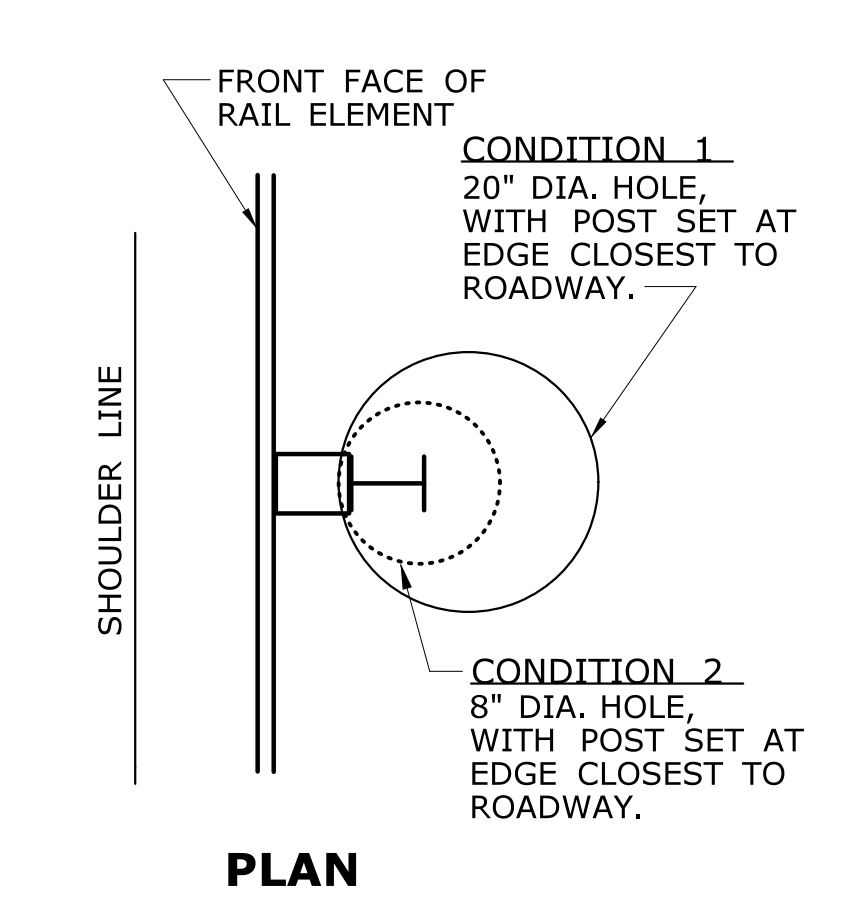 FRONT FACE OF
RAIL ELEMENT
CONDITION 1
20" DIA. HOLE,
WITH POST SET AT
EDGE CLOSEST TO
ROADWAY.
SHOULDER LINE
CONDITION 2
8" DIA. HOLE,
WITH POST SET AT
EDGE CLOSEST TO
ROADWAY.
PLAN